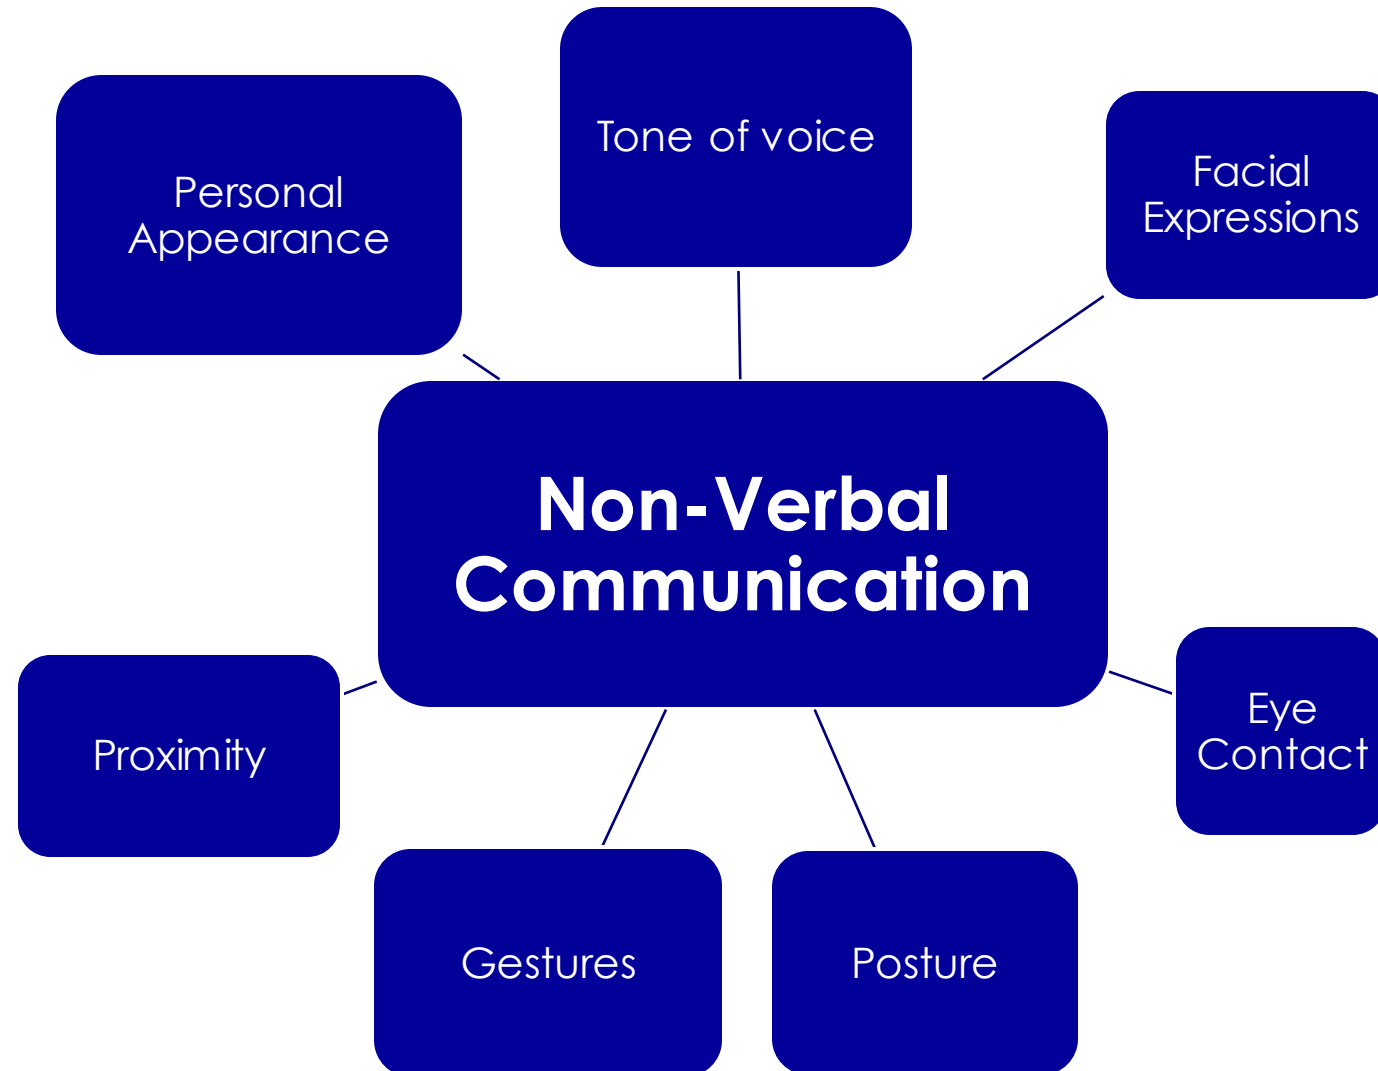 Tone of voice
Personal
Appearance
Facial
Expressions
Non-Verbal
Communication
Proximity
Eye
Contact
Gestures
Posture